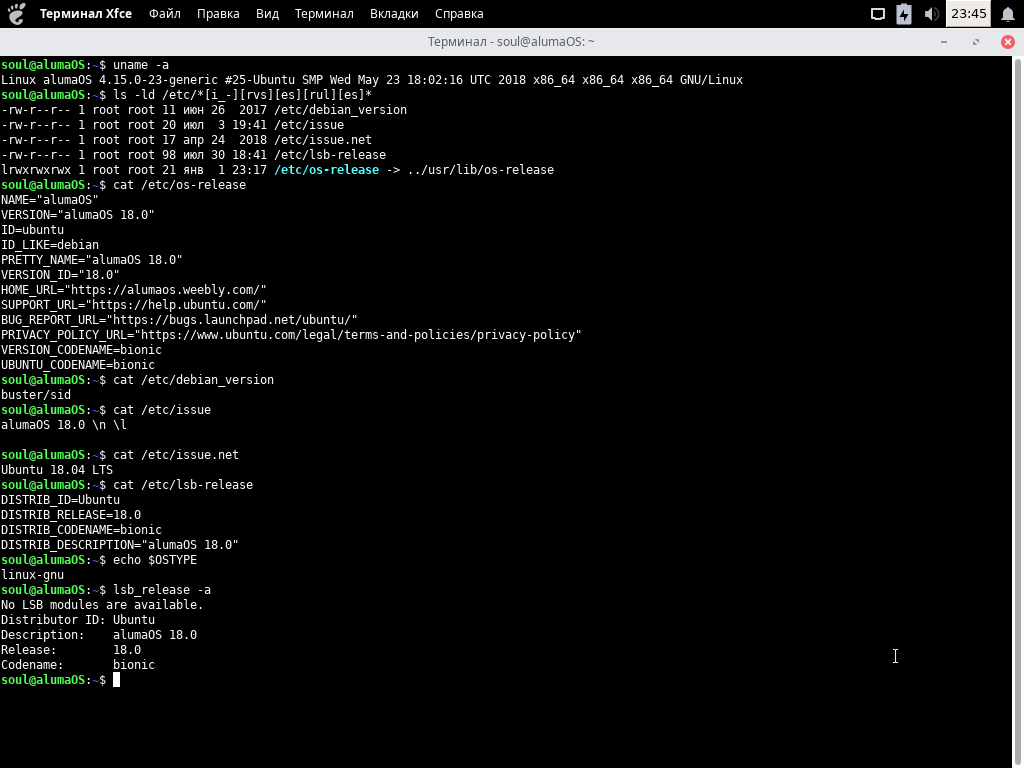 Терминал Xfce Файл Правка Вид Терминал Вкладки Справка 23:45
Терминал - soul@alumaOS: ~
soul@alumaOS:~$ uname -a
Linux alumaOS 4.15.0-23-generic #25-Ubuntu SMP Wed May 23 18:02:16 UTC 2018 x86_64 x86_64 x86_64 GNU/Linux
soul@alumaOS:~$ ls -ld /etc/*[i_-][rvs][es][rul][es]*
-rw-r--r-- 1 root root 11 июн 26  2017 /etc/debian_version
-rw-r--r-- 1 root root 20 июл  3 19:41 /etc/issue
-rw-r--r-- 1 root root 17 апр 24  2018 /etc/issue.net
-rw-r--r-- 1 root root 98 июл 30 18:41 /etc/lsb-release
lrwxrwxrwx 1 root root 21 янв  1 23:17 /etc/os-release -> ../usr/lib/os-release
soul@alumaOS:~$ cat /etc/os-release
NAME="alumaOS"
VERSION="alumaOS 18.0"
ID=ubuntu
ID_LIKE=debian
PRETTY_NAME="alumaOS 18.0"
VERSION_ID="18.0"
HOME_URL="https://alumaos.weebly.com/"
SUPPORT_URL="https://help.ubuntu.com/"
BUG_REPORT_URL="https://bugs.launchpad.net/ubuntu/"
PRIVACY_POLICY_URL="https://www.ubuntu.com/legal/terms-and-policies/privacy-policy"
VERSION_CODENAME=bionic
UBUNTU_CODENAME=bionic
soul@alumaOS:~$ cat /etc/debian_version
buster/sid
soul@alumaOS:~$ cat /etc/issue
alumaOS 18.0 \n \l
soul@alumaOS:~$ cat /etc/issue.net
Ubuntu 18.04 LTS
soul@alumaOS:~$ cat /etc/lsb-release
DISTRIB_ID=Ubuntu
DISTRIB_RELEASE=18.0
DISTRIB_CODENAME=bionic
DISTRIB_DESCRIPTION="alumaOS 18.0"
soul@alumaOS:~$ echo $OSTYPE
linux-gnu
soul@alumaOS:~$ lsb_release -a
No LSB modules are available.
Distributor ID: Ubuntu
Description:    alumaOS 18.0
Release:        18.0
Codename:       bionic
soul@alumaOS:~$